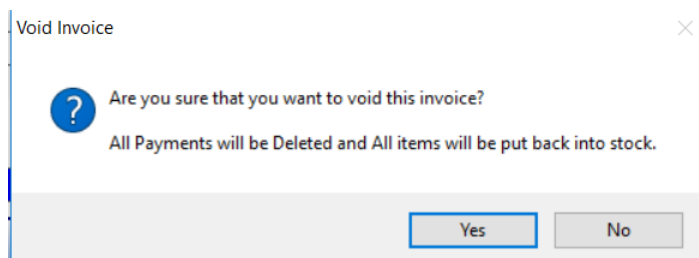 Void Invoice
Are you sure that you want to void this invoice?
All Payments will be Deleted and All items will be put back into stock.
Yes
No